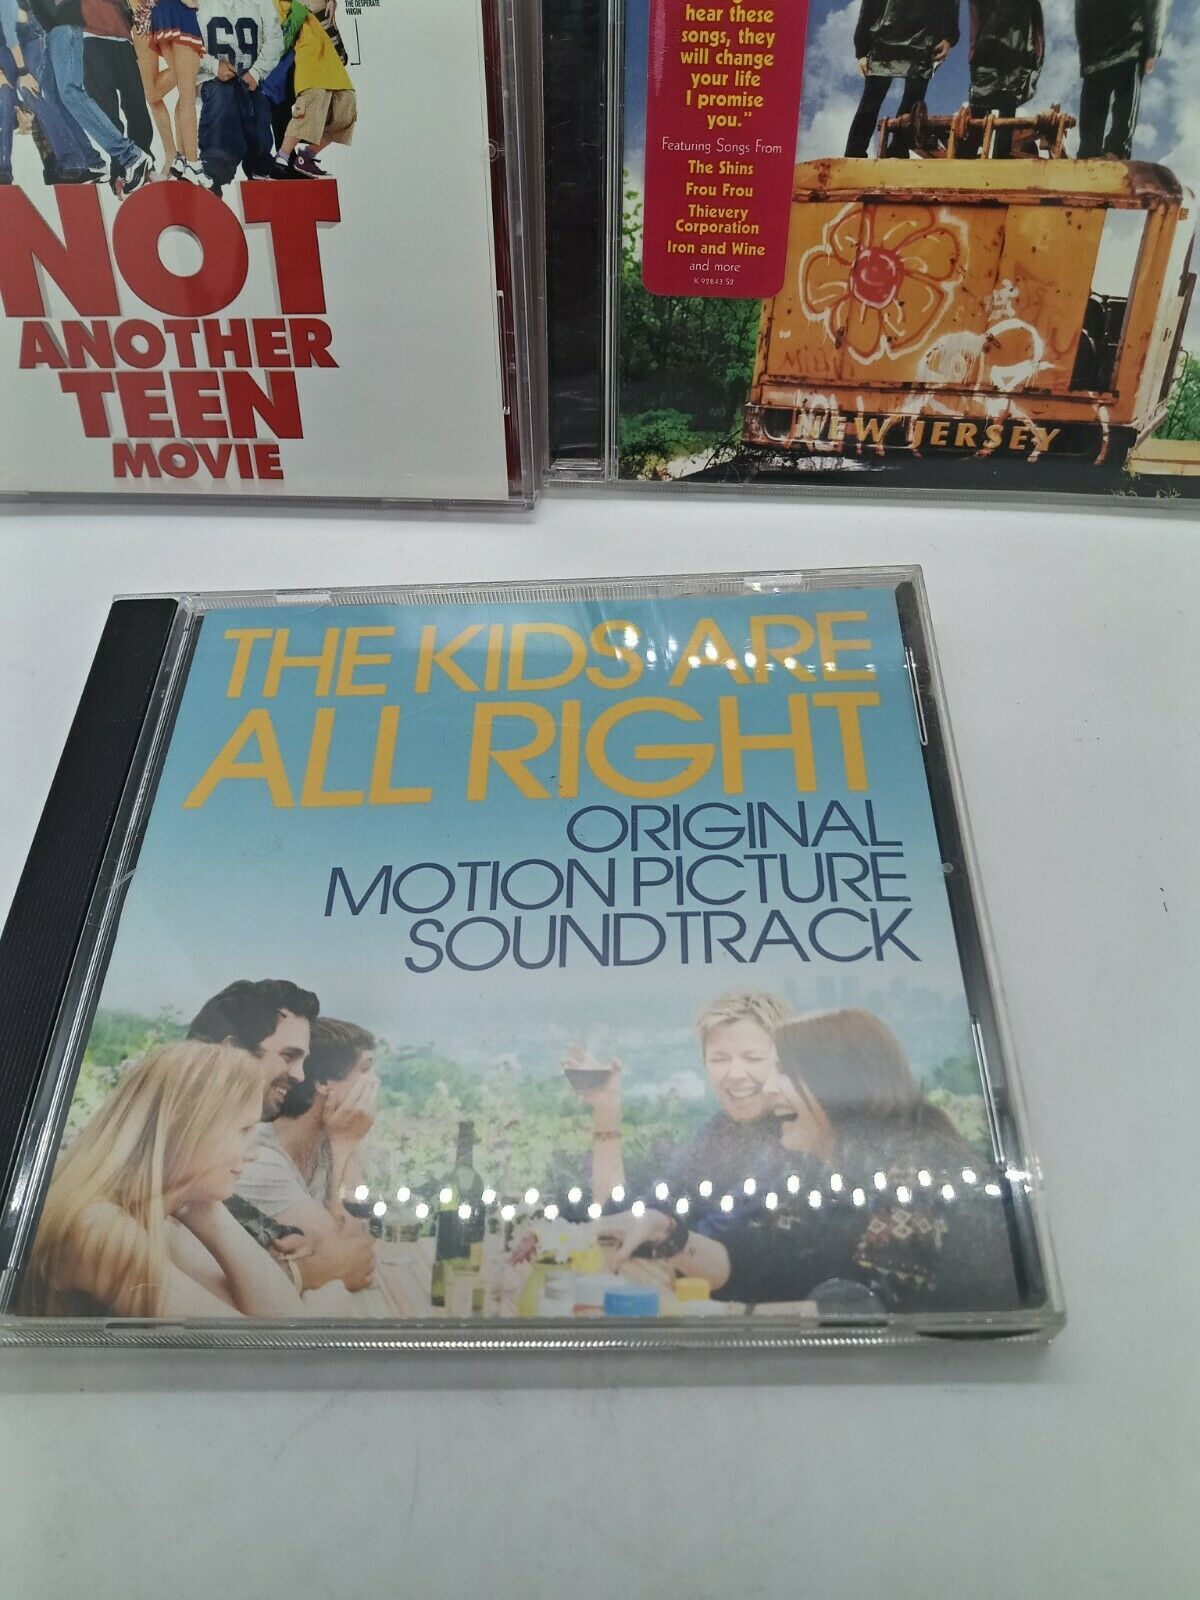 THE DESPERATE
VIRGIN
69
NOT
ANOTHER
TEEN
MOVIE
hear these
songs, they
will change
your life
I promise
you."
Featuring Songs From
The Shins
Frou Frou
Thievery
Corporation
Iron and Wine
and more
K 92843 S2
NEW JERSEY
THE KIDS ARE
ALL RIGHT
ORIGINAL
MOTION PICTURE
SOUNDTRACK